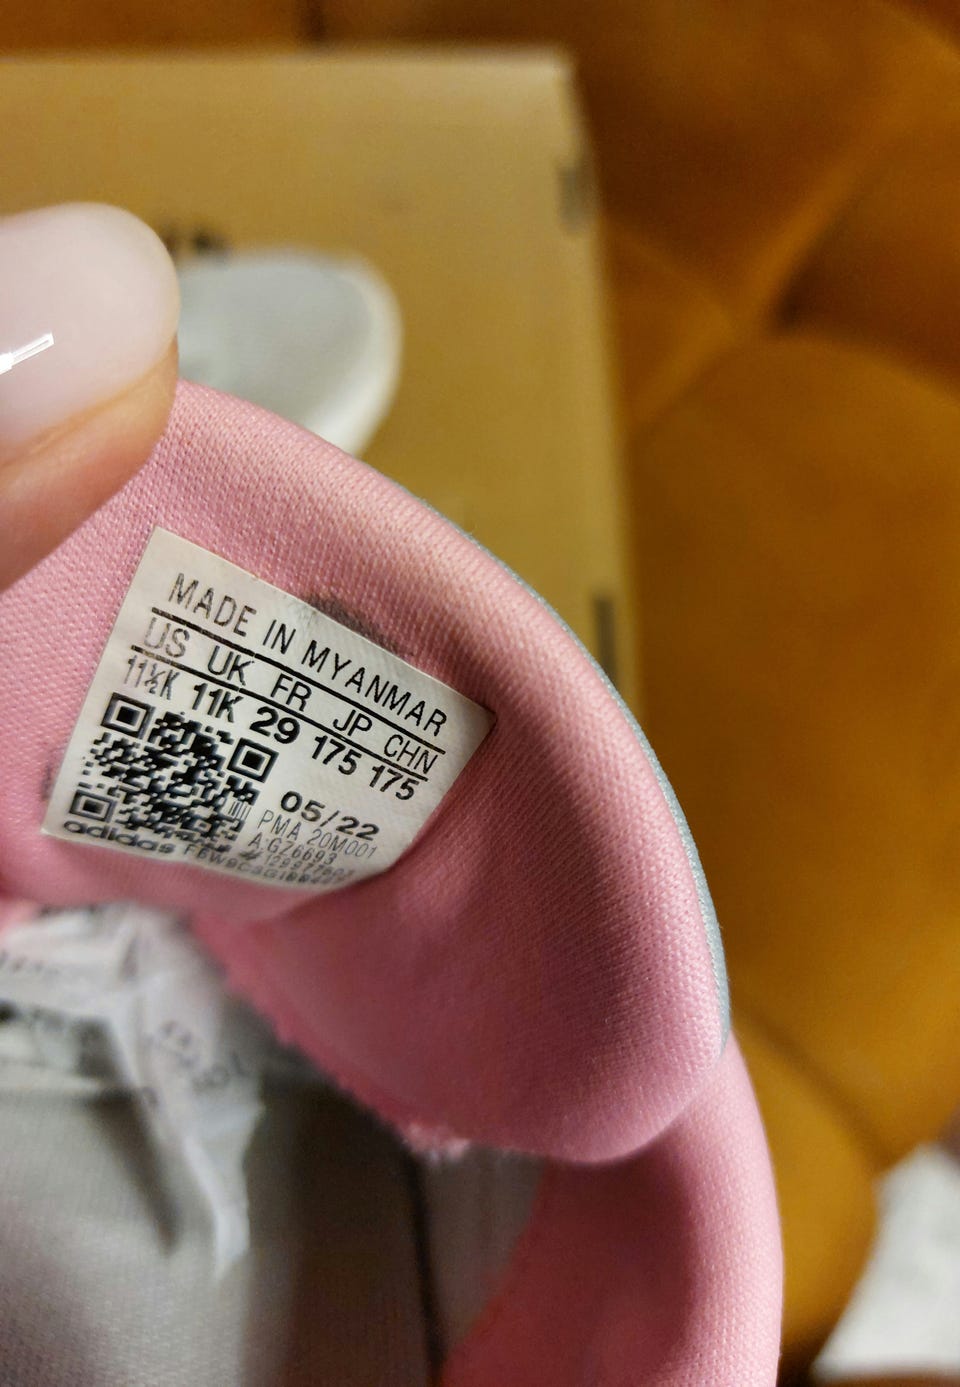 MADE IN MYANMAR
US UK FR JP CHN
11½K 11K 29 175 175
05/22
PMA 20M001
A:GZ6693
adidas